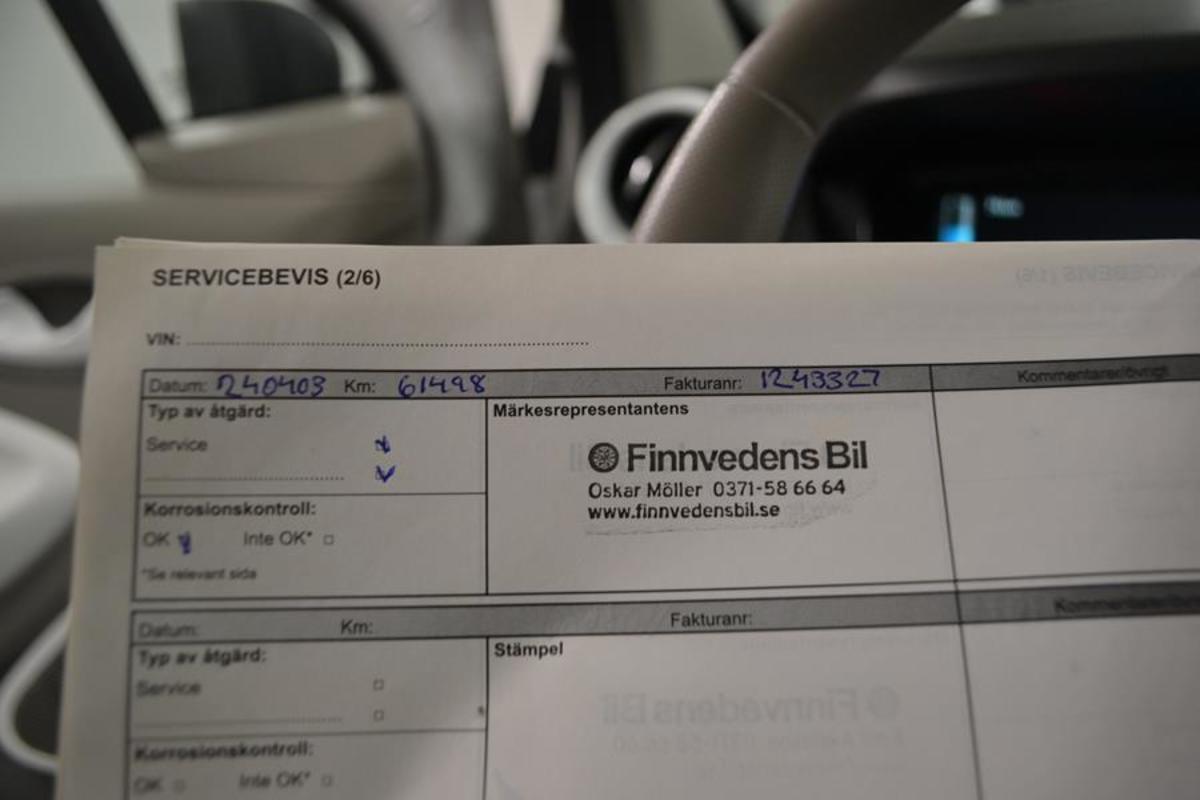 SERVICEBEVIS (2/6)
VIN:
Datum: 240403 Km: 61498 Fakturanr: 1243327 Kommentarer/övrigt
Typ av åtgärd:
Service
Märkesrepresentantens
Finnvedens Bil
Oskar Möller 0371-58 66 64
www.finnvedensbil.se
Korrosionskontroll:
OK Inte OK*
*Se relevant sida
Datum: Km: Fakturanr: Kommentarer/övrigt
Typ av åtgärd:
Service
Stämpel
Korrosionskontroll:
OK Inte OK*